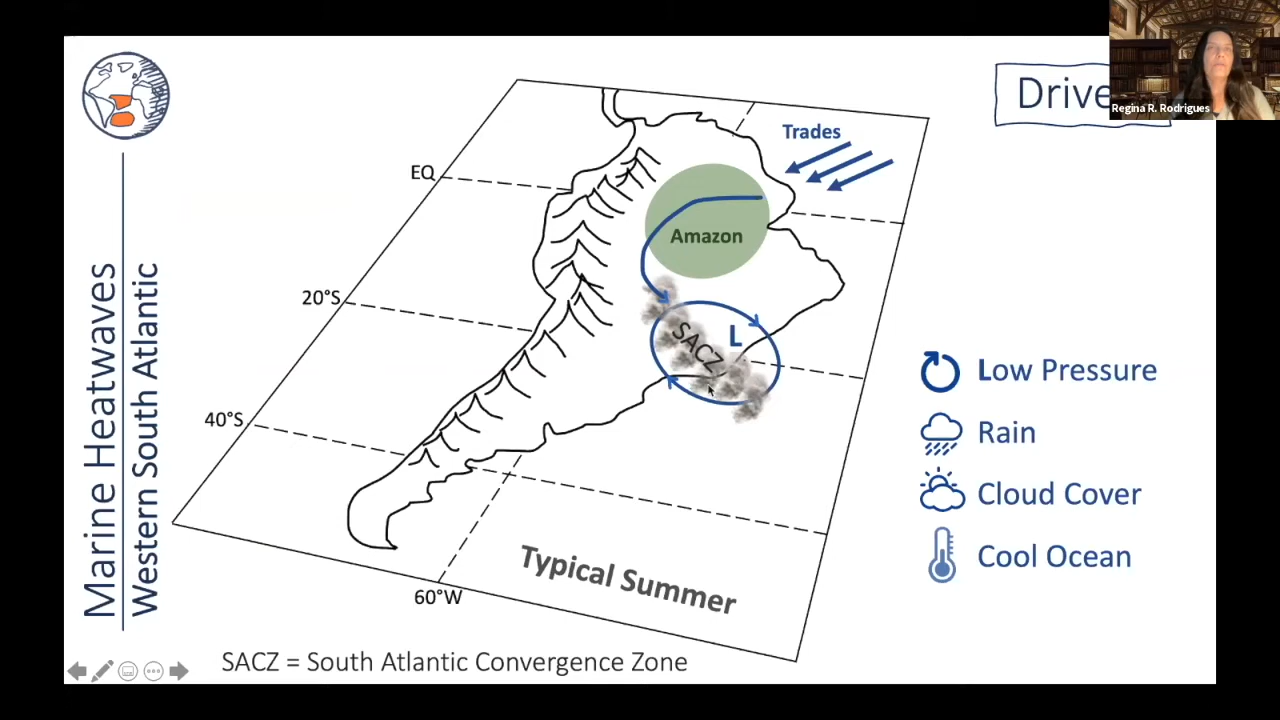 Drive
Regina R. Rodrigues
Marine Heatwaves
Western South Atlantic
Trades
EQ
Amazon
20°S
SACZ
L
Low Pressure
40°S
Rain
Cloud Cover
Typical Summer
Cool Ocean
60°W
SACZ = South Atlantic Convergence Zone